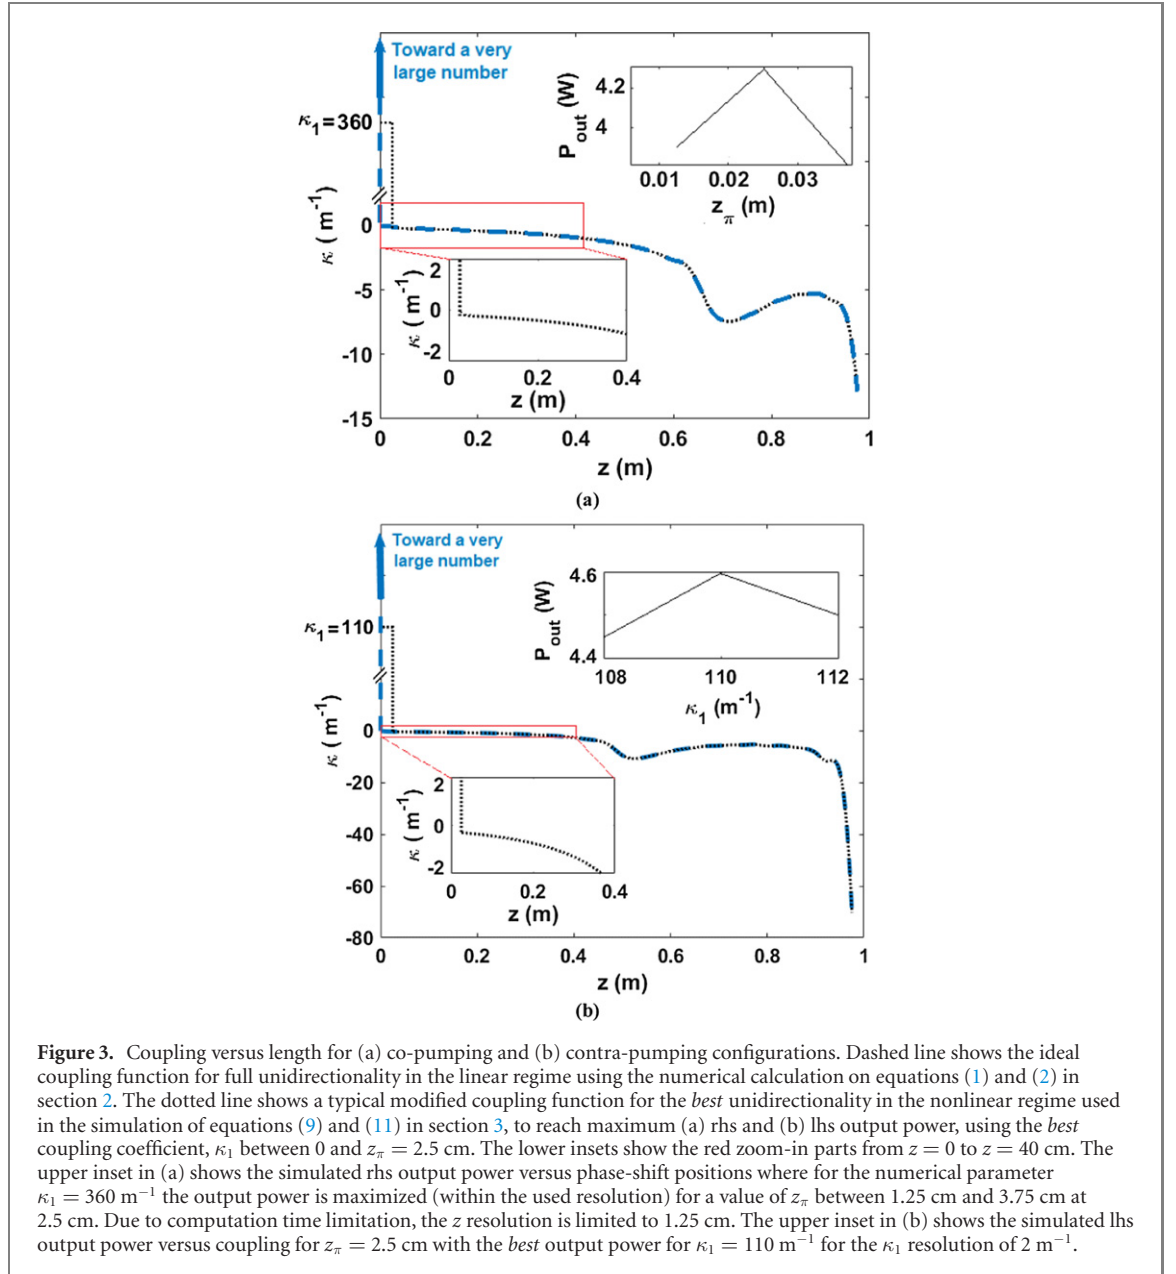 Toward a very
large number
κ₁=360
κ ( m⁻¹)
0
-5
-10
-15
0 0.2 0.4 0.6 0.8 1
z (m)
P_out (W)
4.2
4
0.01 0.02 0.03
z_π (m)
κ ( m⁻¹)
2
0
-2
0 0.2 0.4
z (m)
(a)
Toward a very
large number
κ₁=110
κ ( m⁻¹)
0
-20
-40
-60
-80
0 0.2 0.4 0.6 0.8 1
z (m)
P_out (W)
4.6
4.4
108 110 112
κ₁ (m⁻¹)
κ ( m⁻¹)
2
0
-2
0 0.2 0.4
z (m)
(b)
Figure 3. Coupling versus length for (a) co-pumping and (b) contra-pumping configurations. Dashed line shows the ideal
coupling function for full unidirectionality in the linear regime using the numerical calculation on equations (1) and (2) in
section 2. The dotted line shows a typical modified coupling function for the best unidirectionality in the nonlinear regime used
in the simulation of equations (9) and (11) in section 3, to reach maximum (a) rhs and (b) lhs output power, using the best
coupling coefficient, κ₁ between 0 and z_π = 2.5 cm. The lower insets show the red zoom-in parts from z = 0 to z = 40 cm. The
upper inset in (a) shows the simulated rhs output power versus phase-shift positions where for the numerical parameter
κ₁ = 360 m⁻¹ the output power is maximized (within the used resolution) for a value of z_π between 1.25 cm and 3.75 cm at
2.5 cm. Due to computation time limitation, the z resolution is limited to 1.25 cm. The upper inset in (b) shows the simulated lhs
output power versus coupling for z_π = 2.5 cm with the best output power for κ₁ = 110 m⁻¹ for the κ₁ resolution of 2 m⁻¹.